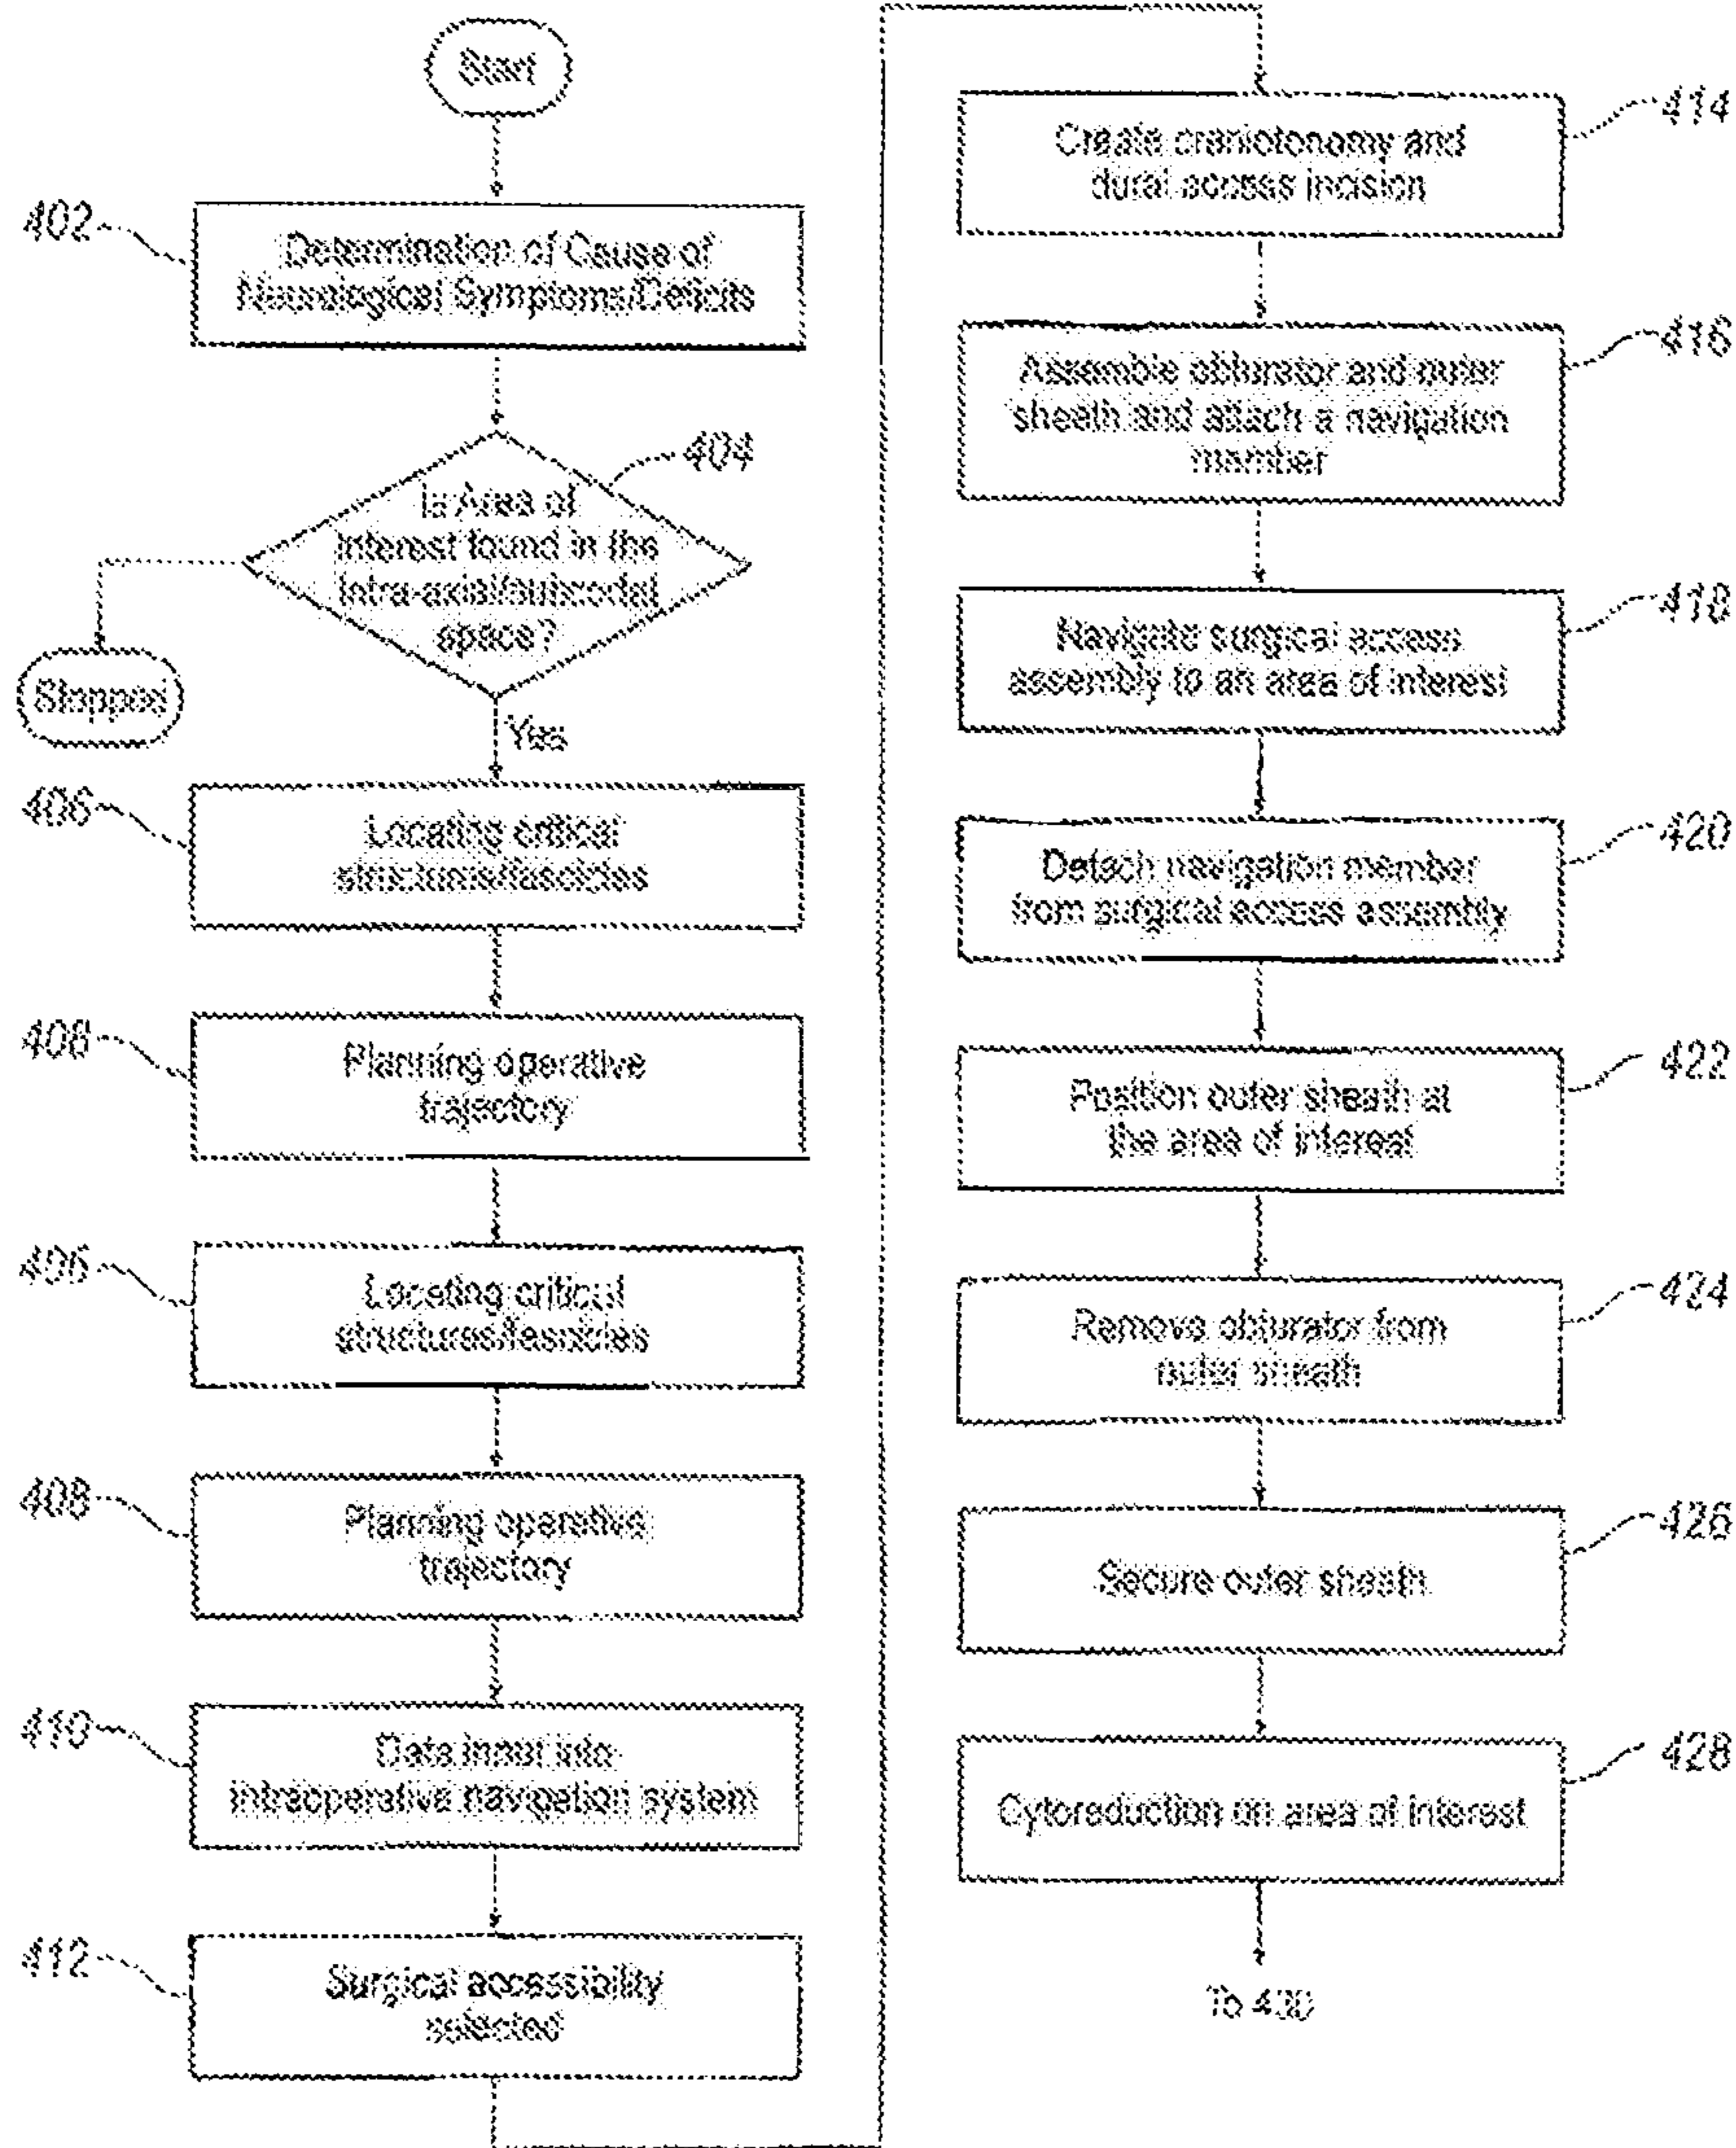 Start
402
Determination of Cause of
Neurological Symptoms/Deficits
404
Is Area of
interest found in the
intra-axial/subcortal
space?
Stopped
Yes
406
Locating critical
structures/fascicles
408
Planning operative
trajectory
406
Locating critical
structures/fascicles
408
Planning operative
trajectory
410
Data input into
intraoperative navigation system
412
Surgical accessibility
selected
414
Create craniotonomy and
dural access incision
416
Assemble obturator and outer
sheath and attach a navigation
member
418
Navigate surgical access
assembly to an area of interest
420
Detach navigation member
from surgical access assembly
422
Position outer sheath at
the area of interest
424
Remove obturator from
outer sheath
426
Secure outer sheath
428
Cytoreduction on area of interest
To 430